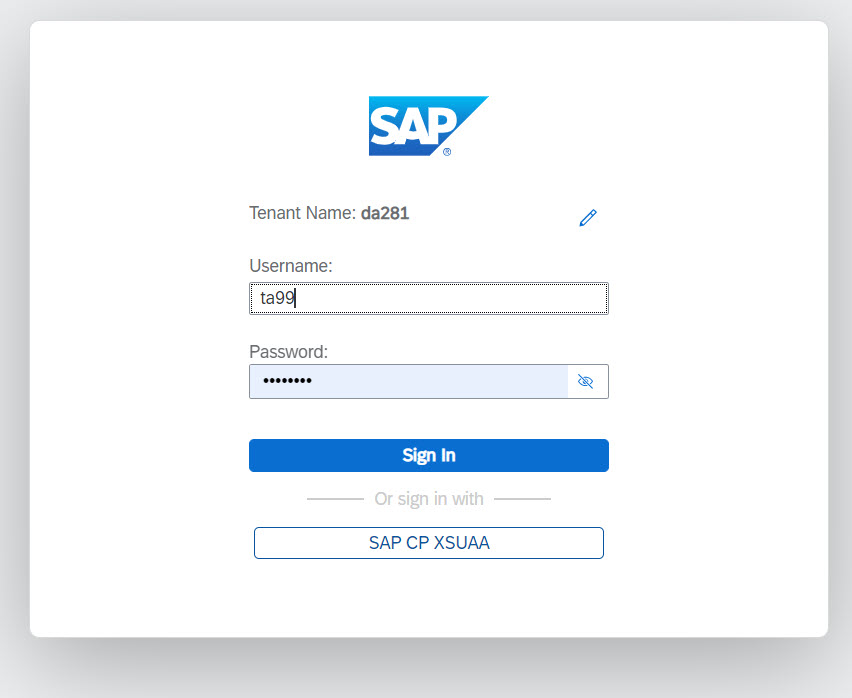 SAP®
Tenant Name: da281
Username:
ta99
Password:
••••••••
Sign In
Or sign in with
SAP CP XSUAA